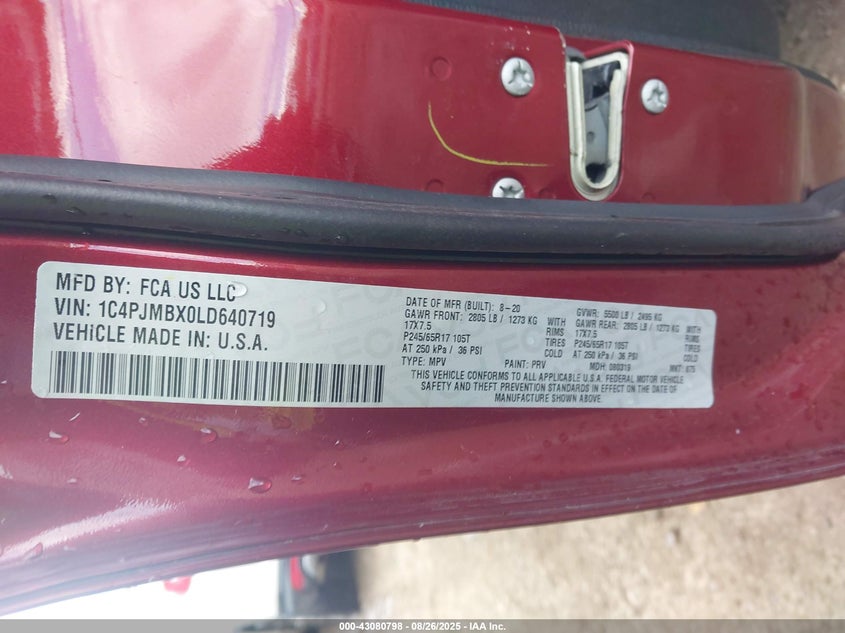 MFD BY: FCA US LLC
VIN: 1C4PJMBX0LD640719
VEHICLE MADE IN: U.S.A.
DATE OF MFR (BUILT): 8-20 GVWR: 5500 LB / 2495 KG
GAWR FRONT: 2805 LB / 1273 KG WITH GAWR REAR: 2805 LB / 1273 KG WITH
17X7.5 RIMS 17X7.5 RIMS
P245/65R17 105T TIRES P245/65R17 105T TIRES
AT 250 kPa / 36 PSI COLD AT 250 kPa / 36 PSI COLD
TYPE: MPV PAINT: PRV MDH: 080319 MKT: 875
THIS VEHICLE CONFORMS TO ALL APPLICABLE U.S.A. FEDERAL MOTOR VEHICLE
SAFETY AND THEFT PREVENTION STANDARDS IN EFFECT ON THE DATE OF
MANUFACTURE SHOWN ABOVE.
000-43080798 - 08/26/2025 - IAA Inc.